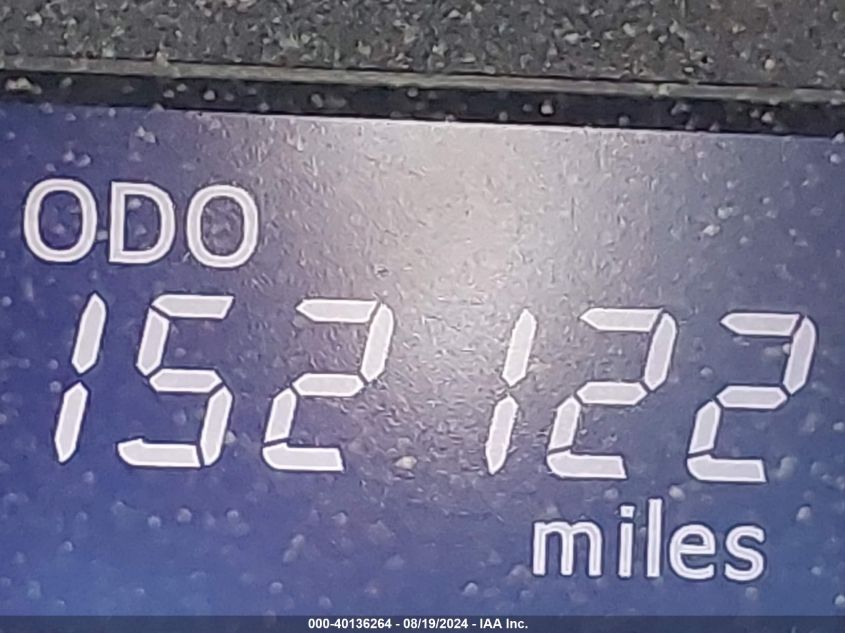 ODO
152122
miles
000-40136264 - 08/19/2024 - IAA Inc.